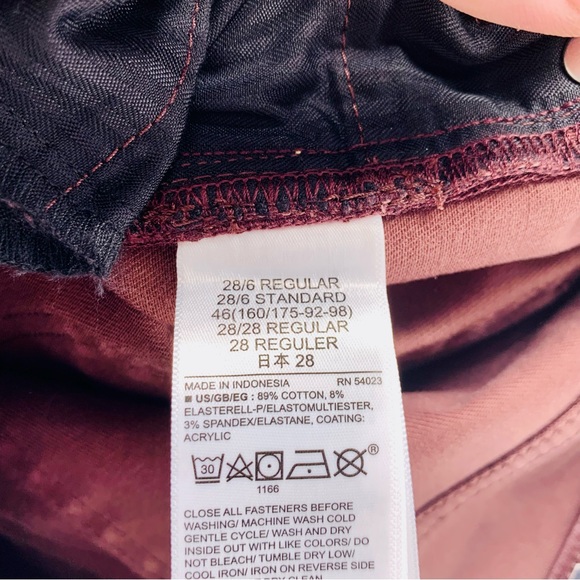 28/6 REGULAR
28/6 STANDARD
46(160/175-92-98)
28/28 REGULAR
28 REGULER
日本 28
MADE IN INDONESIA RN 54023
■ US/GB/EG: 89% COTTON, 8%
ELASTERELL-P/ELASTOMULTIESTER,
3% SPANDEX/ELASTANE, COATING:
ACRYLIC
30 ®
1166
CLOSE ALL FASTENERS BEFORE
WASHING/ MACHINE WASH COLD
GENTLE CYCLE/ WASH AND DRY
INSIDE OUT WITH LIKE COLORS/ DO
NOT BLEACH/ TUMBLE DRY LOW/
COOL IRON/ IRON ON REVERSE SIDE